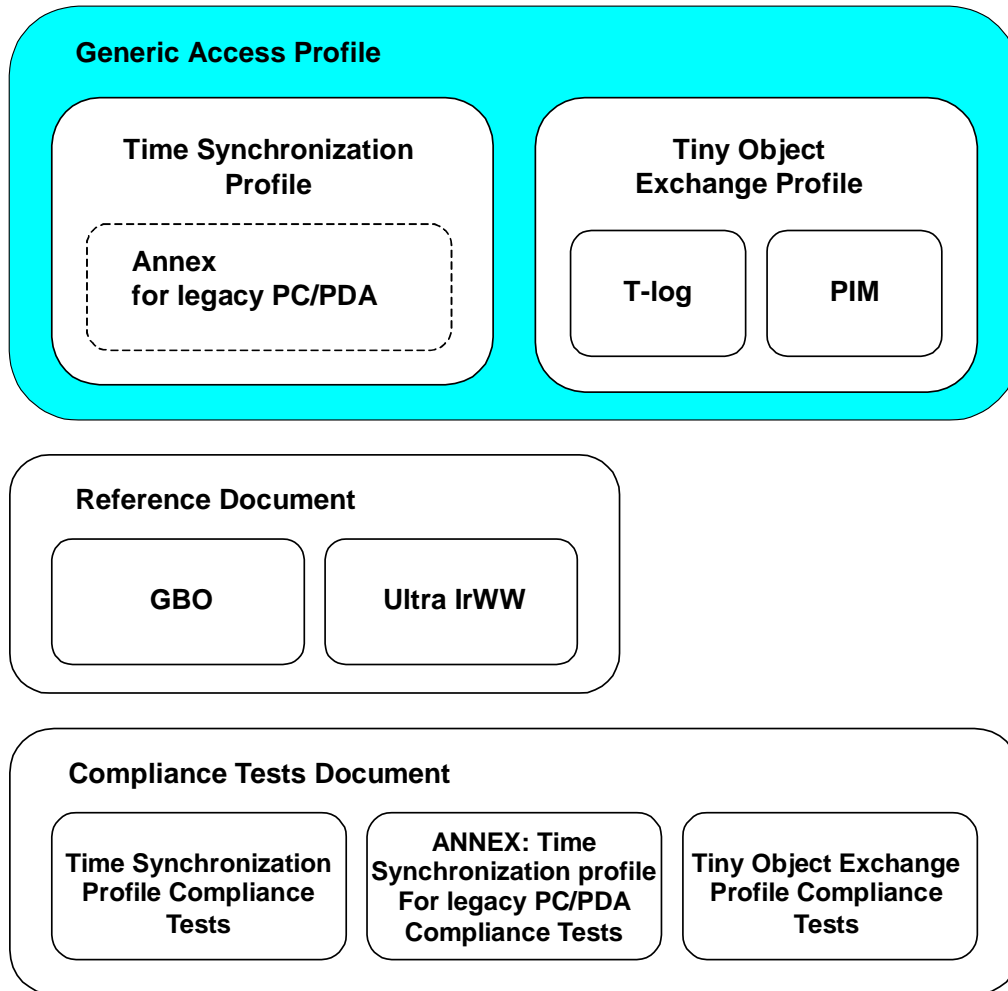 Generic Access Profile
Time Synchronization
Profile
Annex
for legacy PC/PDA
Tiny Object
Exchange Profile
T-log
PIM
Reference Document
GBO
Ultra IrWW
Compliance Tests Document
Time Synchronization
Profile Compliance
Tests
ANNEX: Time
Synchronization profile
For legacy PC/PDA
Compliance Tests
Tiny Object Exchange
Profile Compliance
Tests